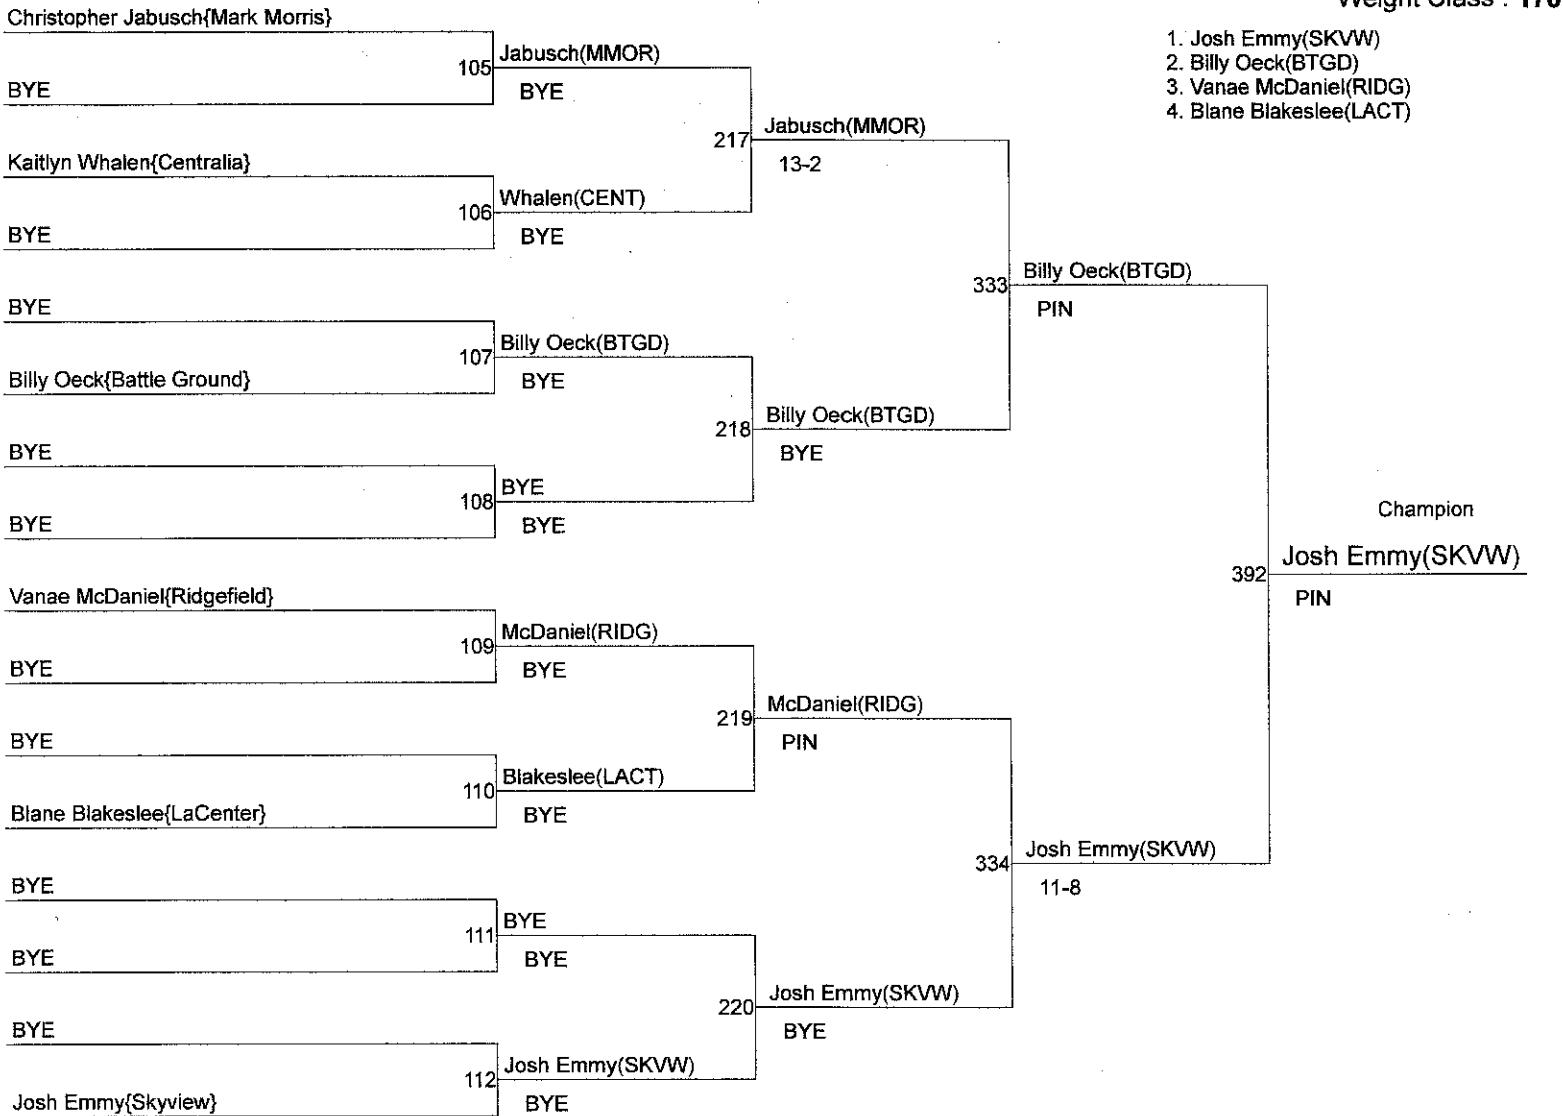 Weight Class : 170
Christopher Jabusch{Mark Morris}
1. Josh Emmy(SKVW)
2. Billy Oeck(BTGD)
3. Vanae McDaniel(RIDG)
4. Blane Blakeslee(LACT)
105 Jabusch(MMOR)
BYE
BYE
217 Jabusch(MMOR)
13-2
Kaitlyn Whalen{Centralia}
106 Whalen(CENT)
BYE
BYE
333 Billy Oeck(BTGD)
PIN
BYE
107 Billy Oeck(BTGD)
Billy Oeck{Battle Ground}
BYE
218 Billy Oeck(BTGD)
BYE
BYE
108 BYE
BYE
BYE
Champion
392 Josh Emmy(SKVW)
PIN
Vanae McDaniel{Ridgefield}
109 McDaniel(RIDG)
BYE
BYE
219 McDaniel(RIDG)
PIN
BYE
110 Blakeslee(LACT)
Blane Blakeslee{LaCenter}
BYE
334 Josh Emmy(SKVW)
11-8
BYE
111 BYE
BYE
BYE
220 Josh Emmy(SKVW)
BYE
BYE
112 Josh Emmy(SKVW)
Josh Emmy{Skyview}
BYE